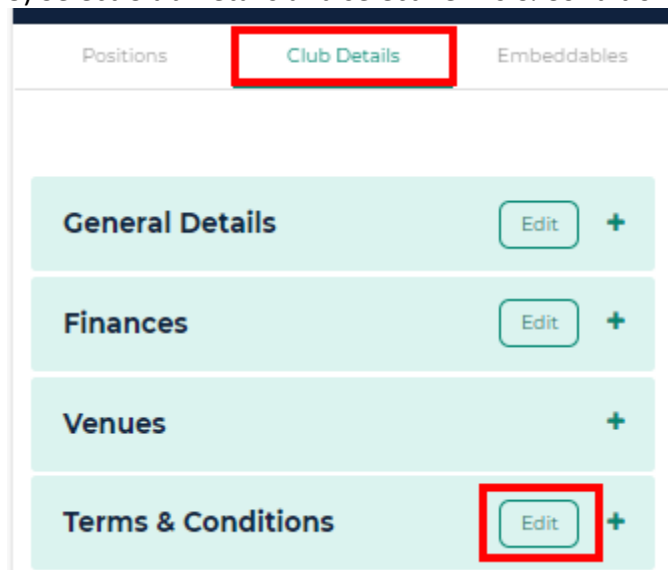 Positions Club Details Embeddables
General Details Edit +
Finances Edit +
Venues +
Terms & Conditions Edit +